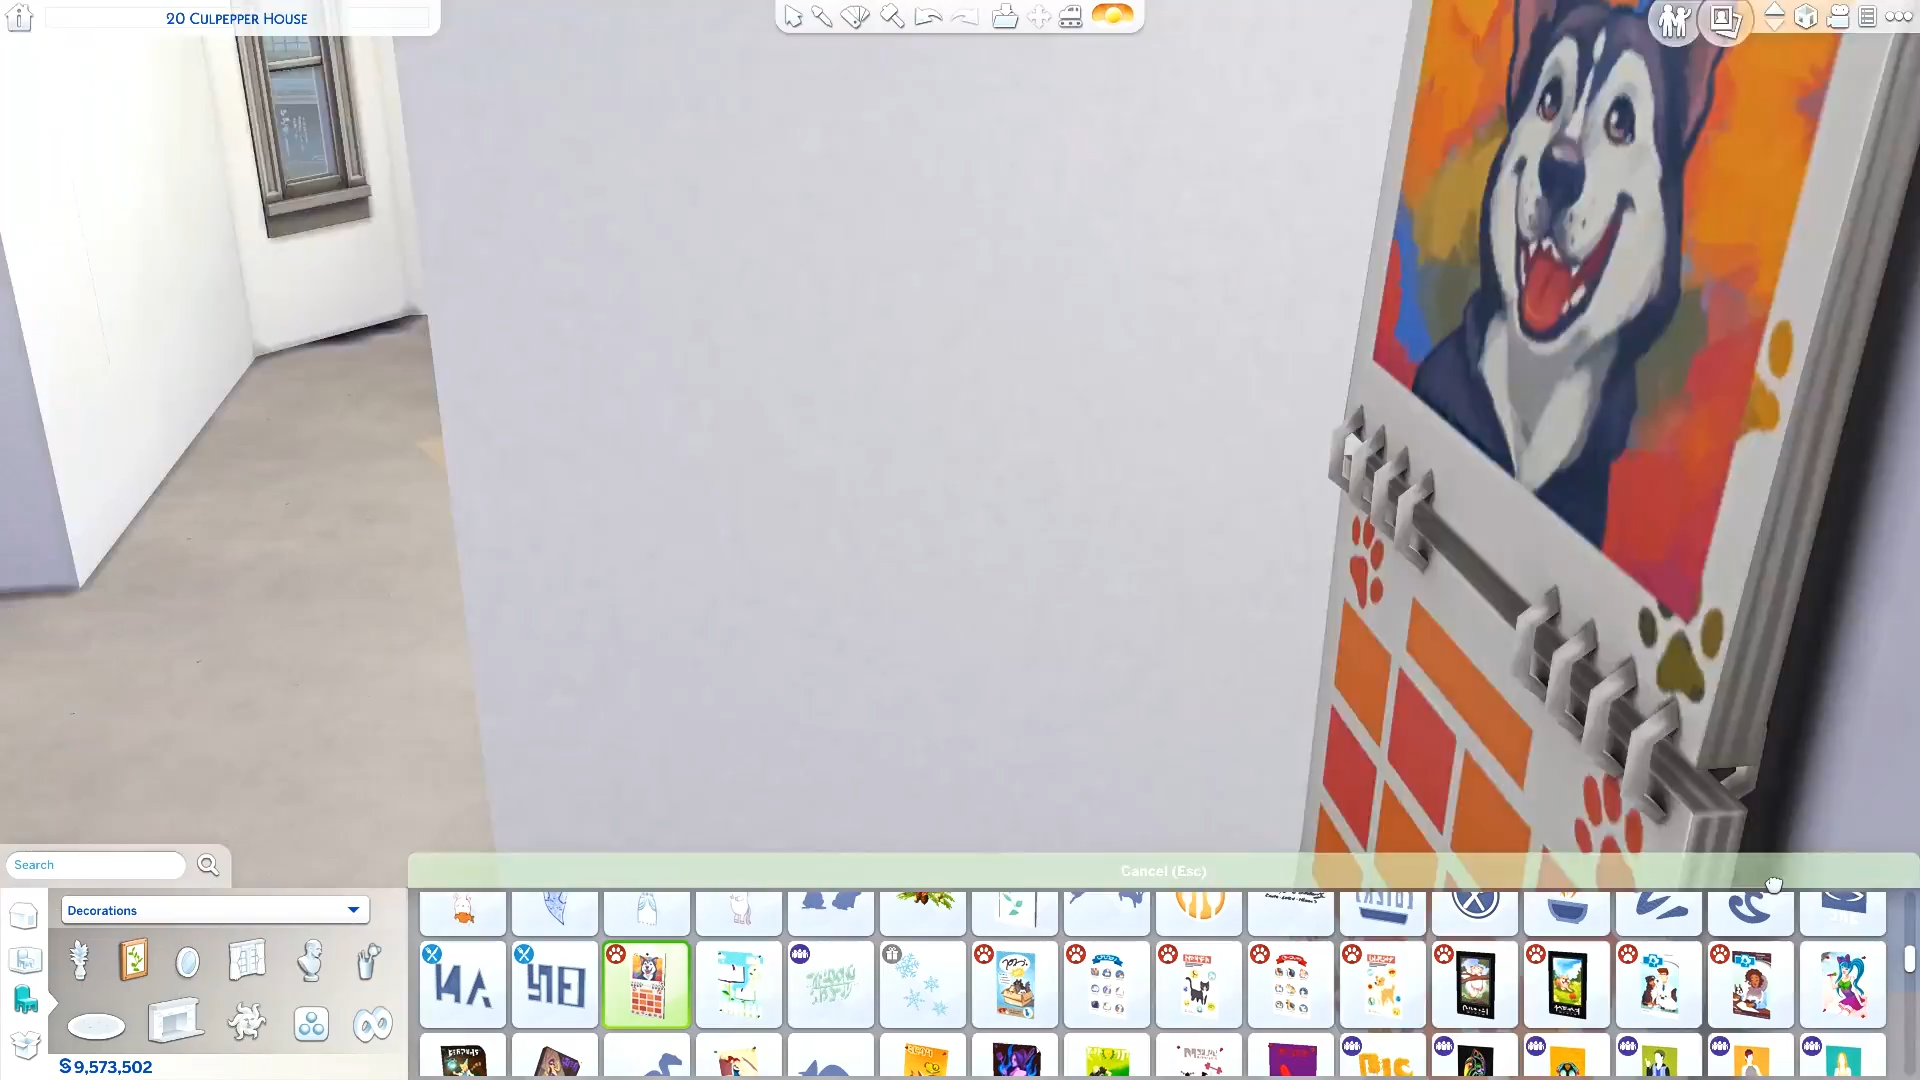 20 Culpepper House
Cancel (Esc)
Search
Decorations
§9,573,502